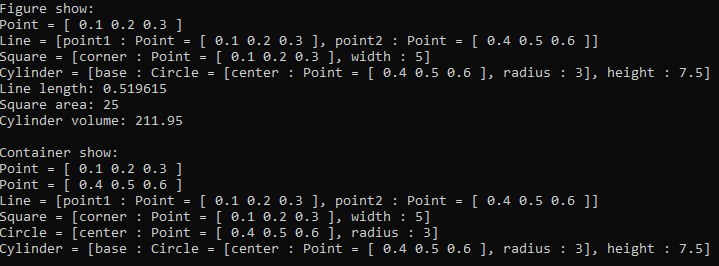 Figure show:
Point = [ 0.1 0.2 0.3 ]
Line = [point1 : Point = [ 0.1 0.2 0.3 ], point2 : Point = [ 0.4 0.5 0.6 ]]
Square = [corner : Point = [ 0.1 0.2 0.3 ], width : 5]
Cylinder = [base : Circle = [center : Point = [ 0.4 0.5 0.6 ], radius : 3], height : 7.5]
Line length: 0.519615
Square area: 25
Cylinder volume: 211.95

Container show:
Point = [ 0.1 0.2 0.3 ]
Point = [ 0.4 0.5 0.6 ]
Line = [point1 : Point = [ 0.1 0.2 0.3 ], point2 : Point = [ 0.4 0.5 0.6 ]]
Square = [corner : Point = [ 0.1 0.2 0.3 ], width : 5]
Circle = [center : Point = [ 0.4 0.5 0.6 ], radius : 3]
Cylinder = [base : Circle = [center : Point = [ 0.4 0.5 0.6 ], radius : 3], height : 7.5]